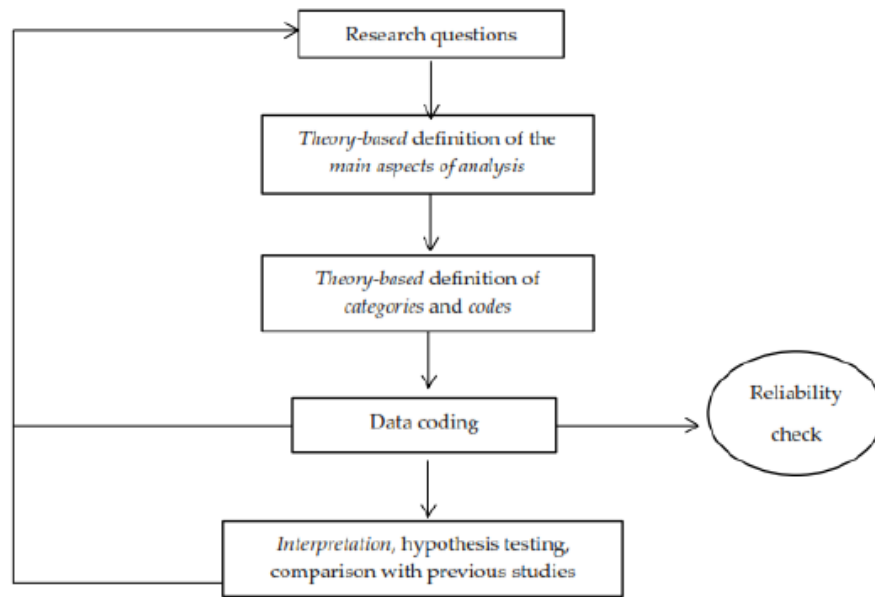 Research questions
Theory-based definition of the
main aspects of analysis
Theory-based definition of
categories and codes
Data coding
Reliability
check
Interpretation, hypothesis testing,
comparison with previous studies